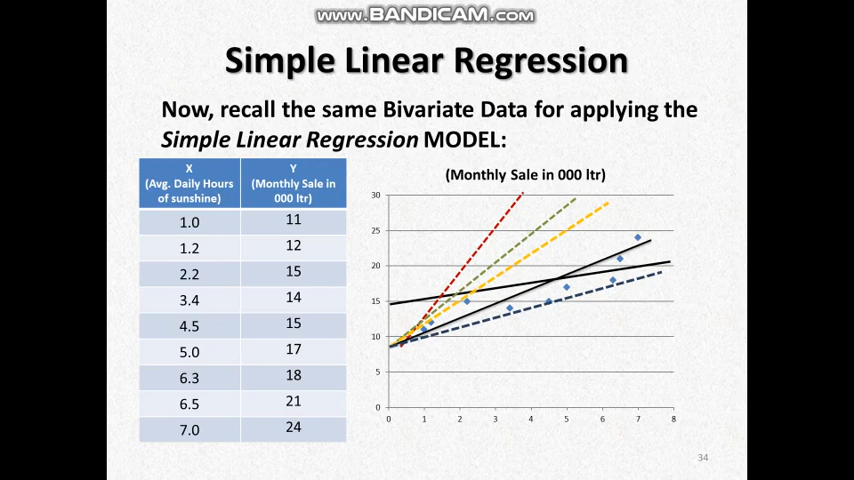 www.BANDICAM.com
Simple Linear Regression
Now, recall the same Bivariate Data for applying the
Simple Linear Regression MODEL:
X
(Avg. Daily Hours
of sunshine)
Y
(Monthly Sale in
000 ltr)
1.0 11
1.2 12
2.2 15
3.4 14
4.5 15
5.0 17
6.3 18
6.5 21
7.0 24
(Monthly Sale in 000 ltr)
30
25
20
15
10
5
0
0 1 2 3 4 5 6 7 8
34